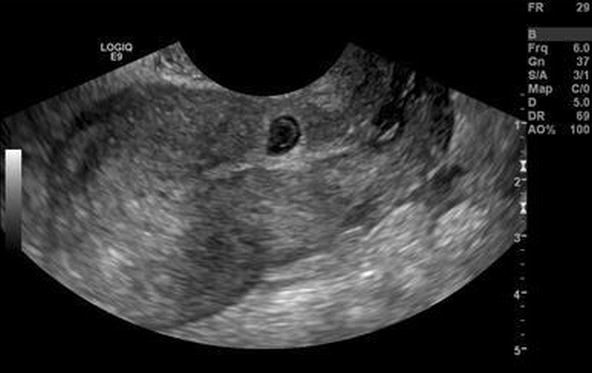 FR 29
LOGIQ
E9
B
Frq 6.0
Gn 37
S/A 3/1
Map C/0
D 5.0
DR 69
AO% 100
1
2
3
4
5